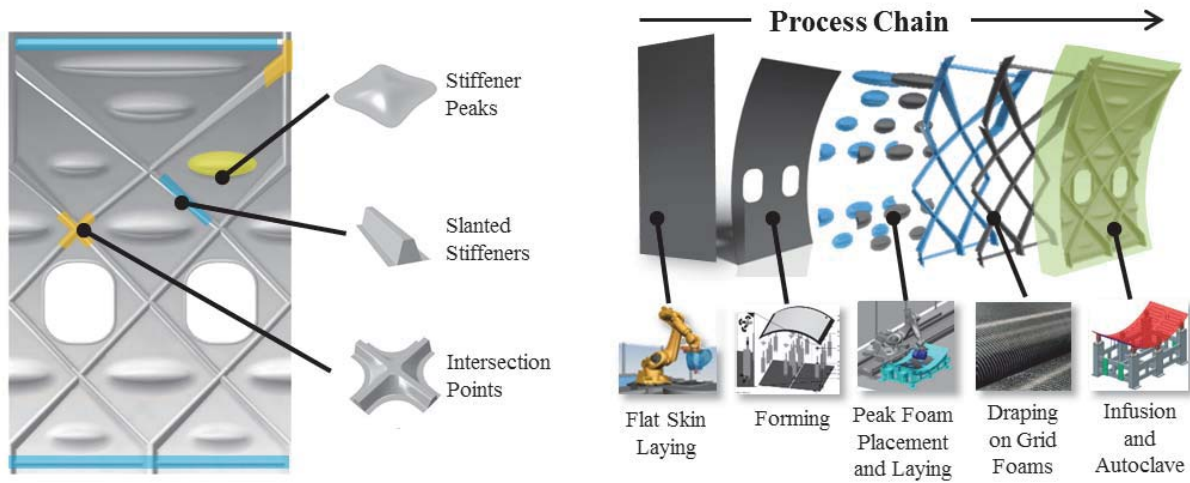 Stiffener
Peaks
Slanted
Stiffeners
Intersection
Points
Process Chain
Flat Skin
Laying
Forming
Peak Foam
Placement
and Laying
Draping
on Grid
Foams
Infusion
and
Autoclave